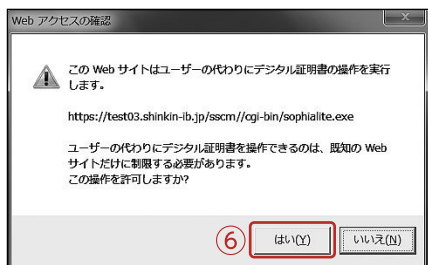 Web アクセスの確認
この Web サイトはユーザーの代わりにデジタル証明書の操作を実行
します。
https://test03.shinkin-ib.jp/sscm//cgi-bin/sophialite.exe
ユーザーの代わりにデジタル証明書を操作できるのは、既知の Web
サイトだけに制限する必要があります。
この操作を許可しますか?
⑥ はい(Y) いいえ(N)